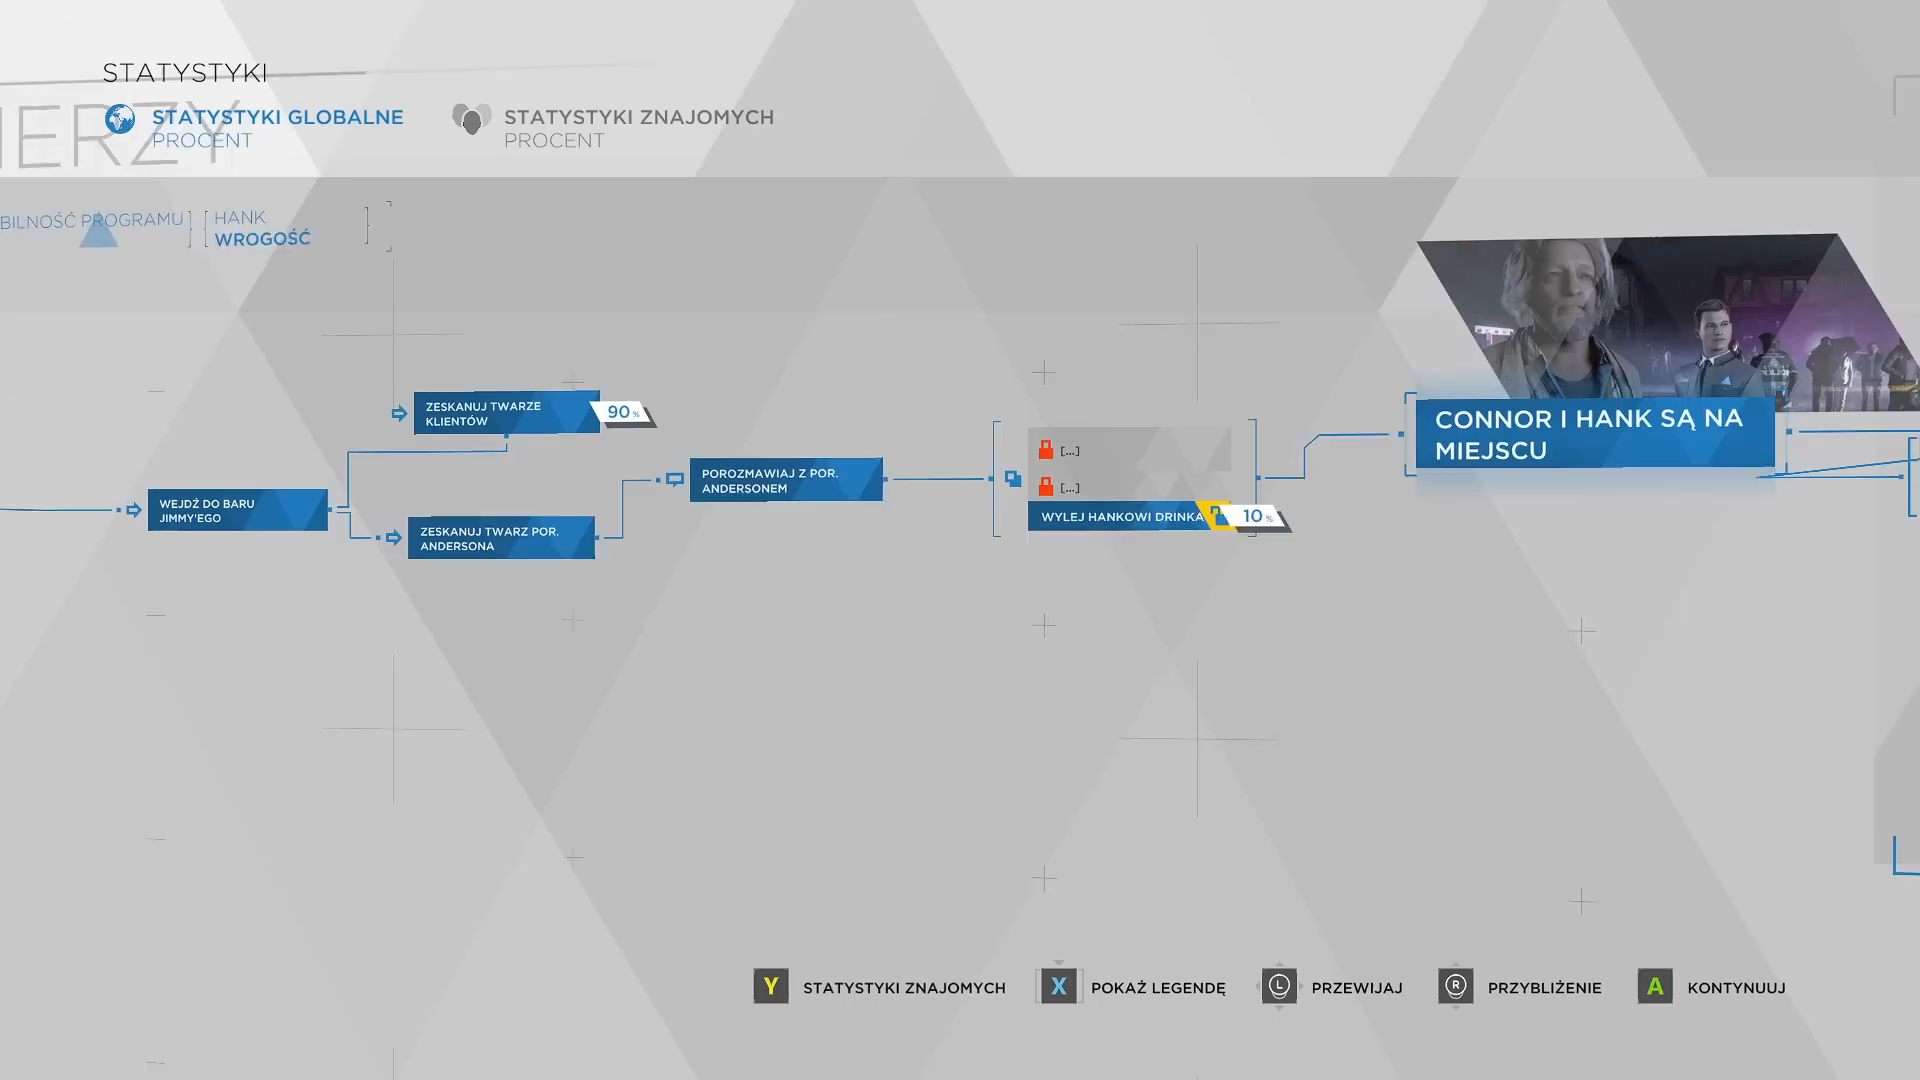 STATYSTYKI
IERZY
STATYSTYKI GLOBALNE
PROCENT
STATYSTYKI ZNAJOMYCH
PROCENT
BILNOŚĆ PROGRAMU
HANK
WROGOŚĆ
ZESKANUJ TWARZE
KLIENTÓW
90 %
WEJDŹ DO BARU
JIMMY'EGO
ZESKANUJ TWARZ POR.
ANDERSONA
POROZMAWIAJ Z POR.
ANDERSONEM
[...]
[...]
WYLEJ HANKOWI DRINKA
10 %
CONNOR I HANK SĄ NA
MIEJSCU
Y STATYSTYKI ZNAJOMYCH
X POKAŻ LEGENDĘ
L PRZEWIJAJ
R PRZYBLIŻENIE
A KONTYNUUJ